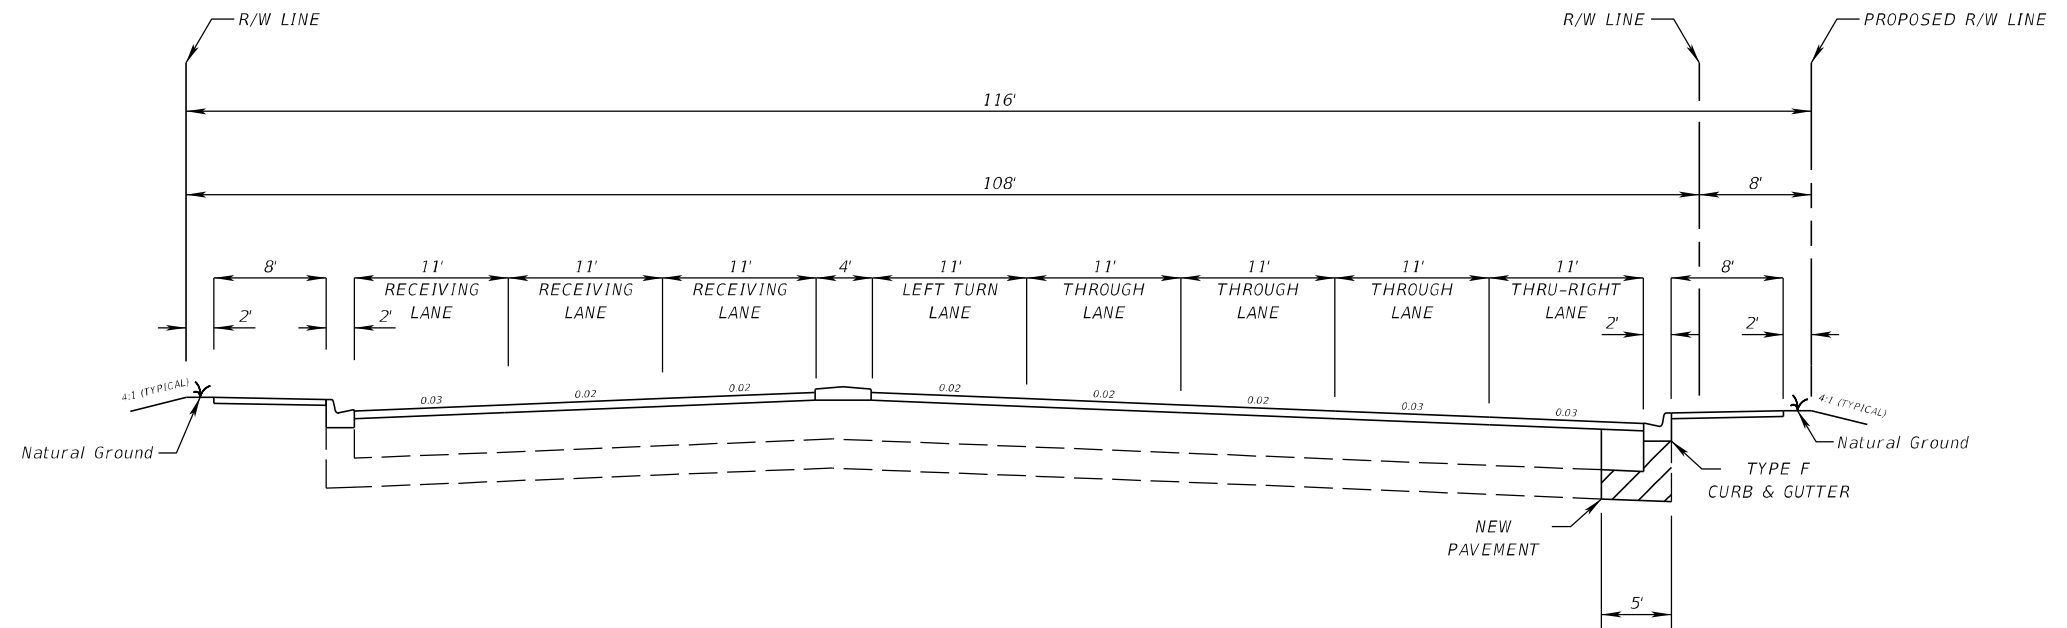 R/W LINE
R/W LINE
PROPOSED R/W LINE
116'
108'
8'
8'
11'
11'
11'
4'
11'
11'
11'
11'
11'
8'
RECEIVING
LANE
RECEIVING
LANE
RECEIVING
LANE
LEFT TURN
LANE
THROUGH
LANE
THROUGH
LANE
THROUGH
LANE
THRU-RIGHT
LANE
2'
2'
2'
2'
4:1 (TYPICAL)
0.03
0.02
0.02
0.02
0.02
0.02
0.03
0.03
4:1 (TYPICAL)
Natural Ground
Natural Ground
TYPE F
CURB & GUTTER
NEW
PAVEMENT
5'